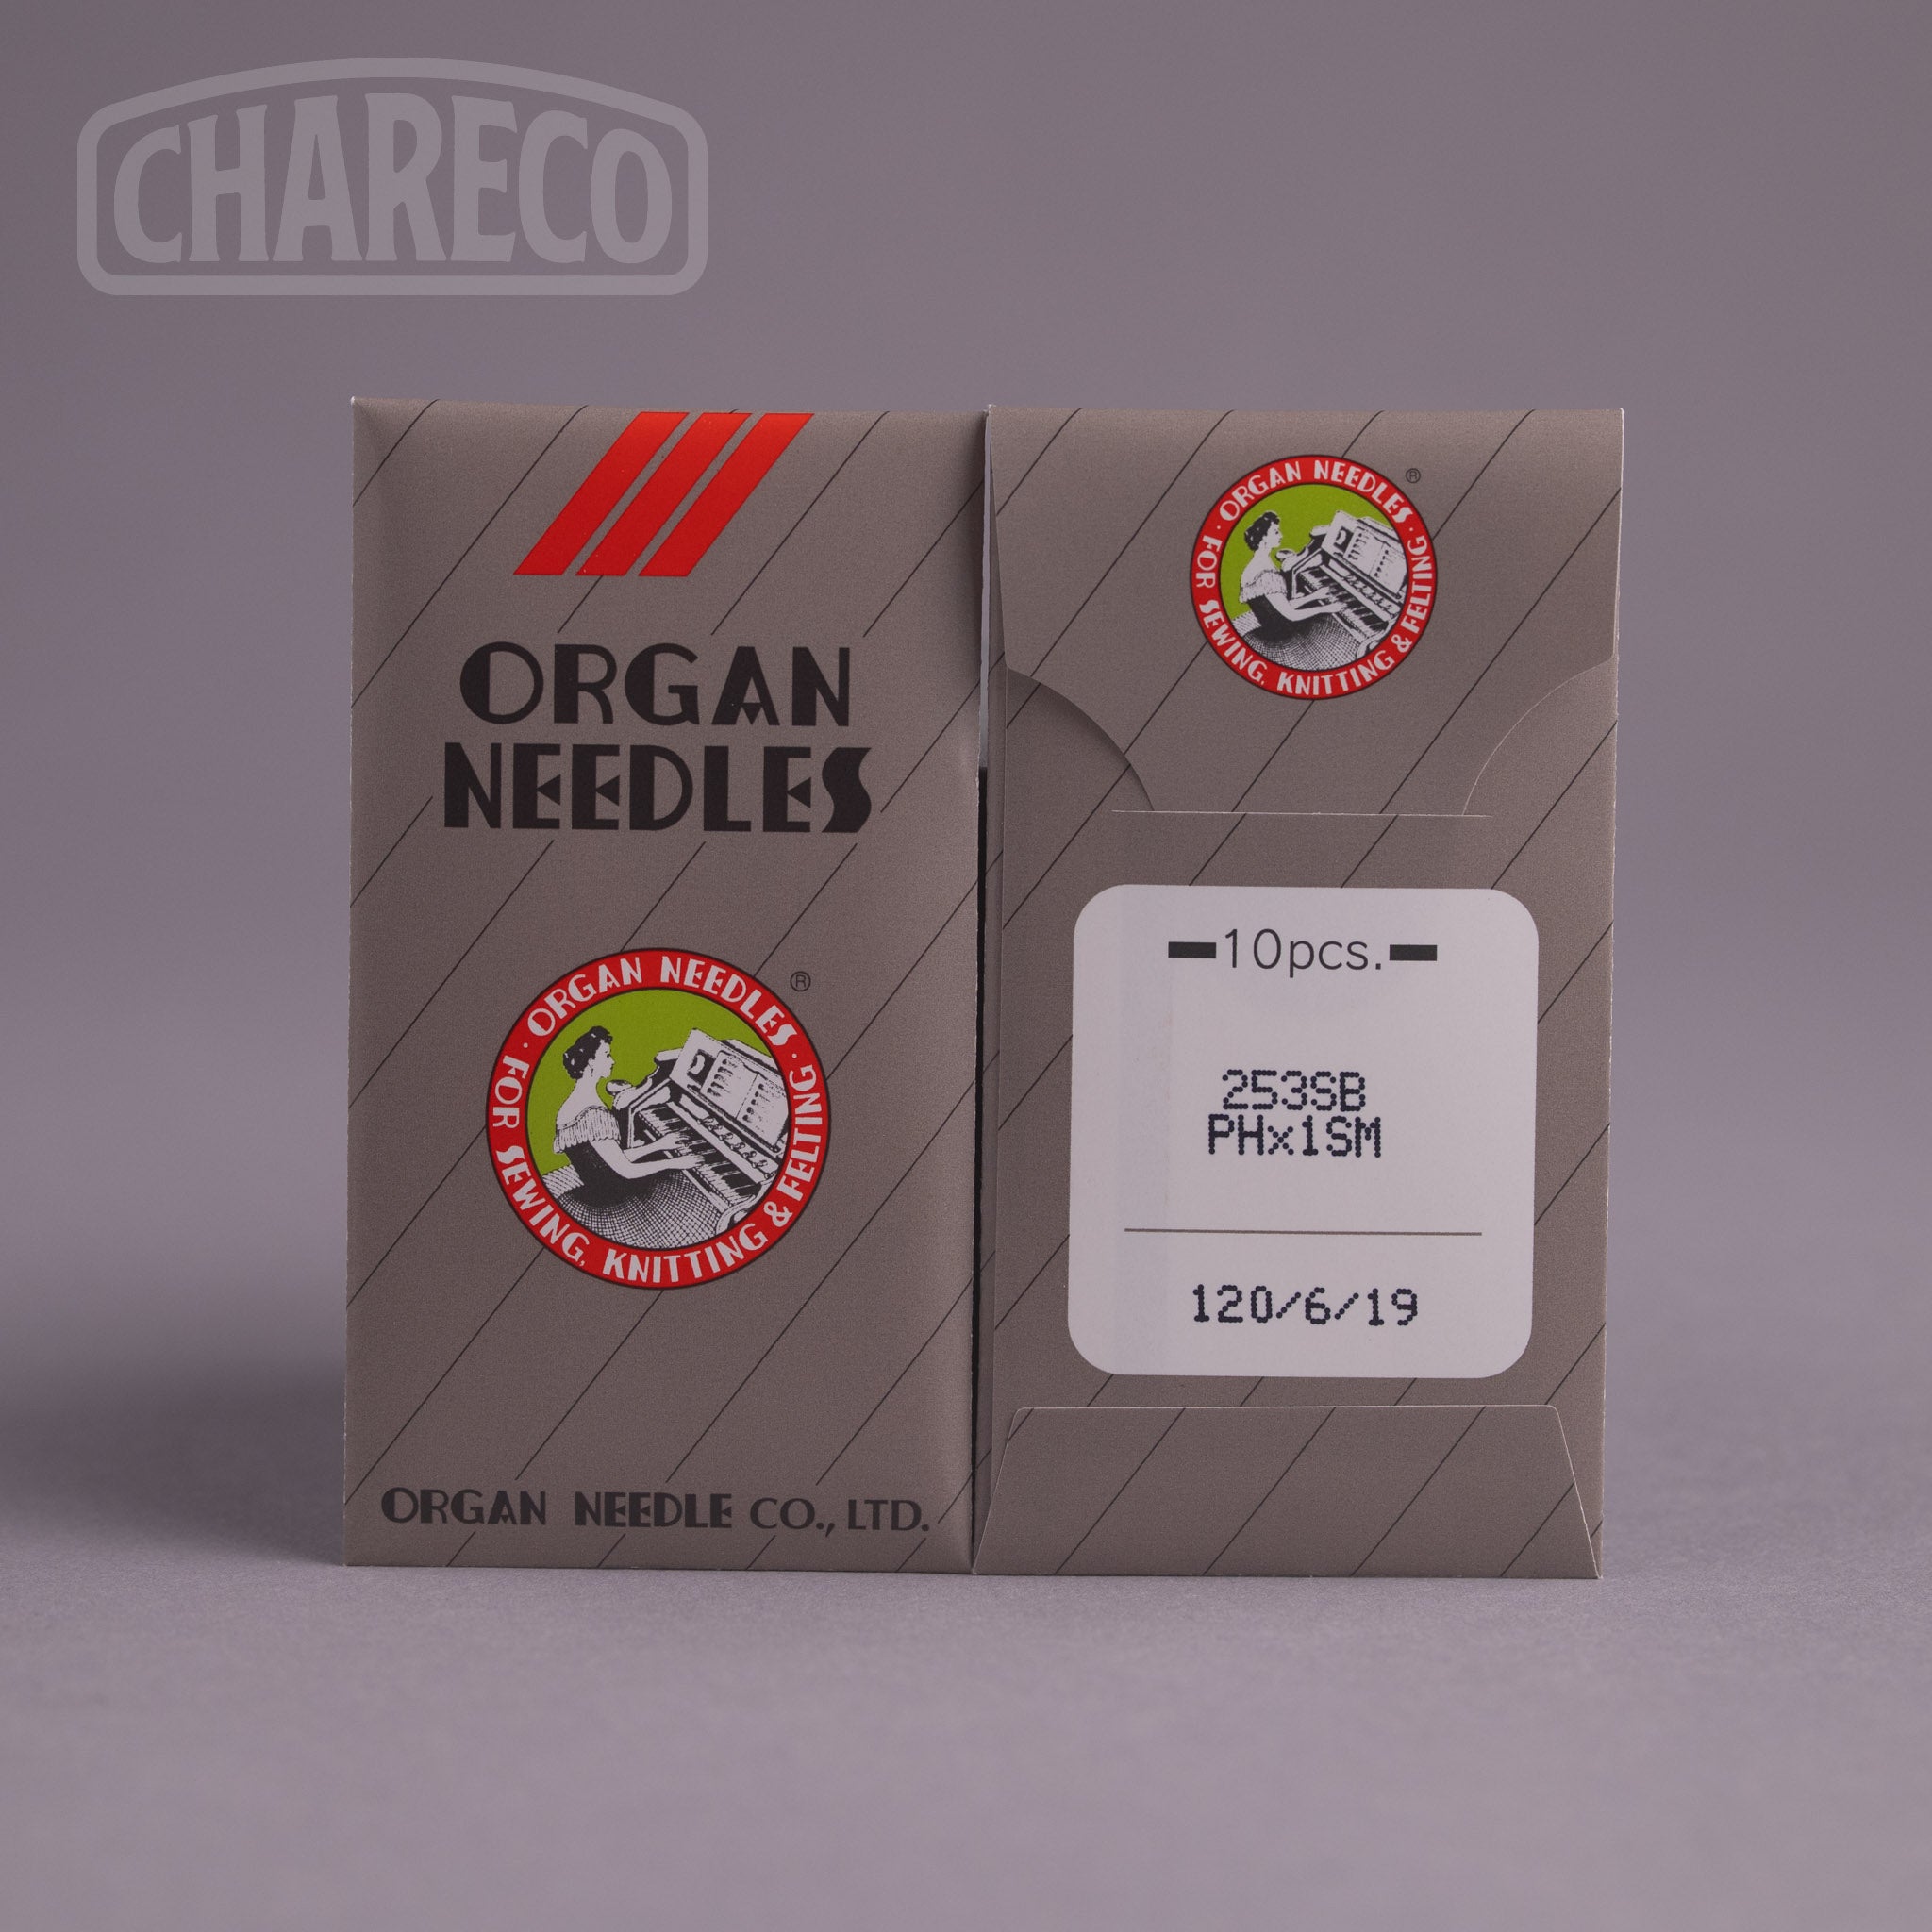 CHARECO
ORGAN
NEEDLES
ORGAN NEEDLES · FOR SEWING, KNITTING & FELTING ·
®
ORGAN NEEDLE CO., LTD.
ORGAN NEEDLES · FOR SEWING, KNITTING & FELTING ·
®
10pcs.
253SB
PHx1SM
120/6/19